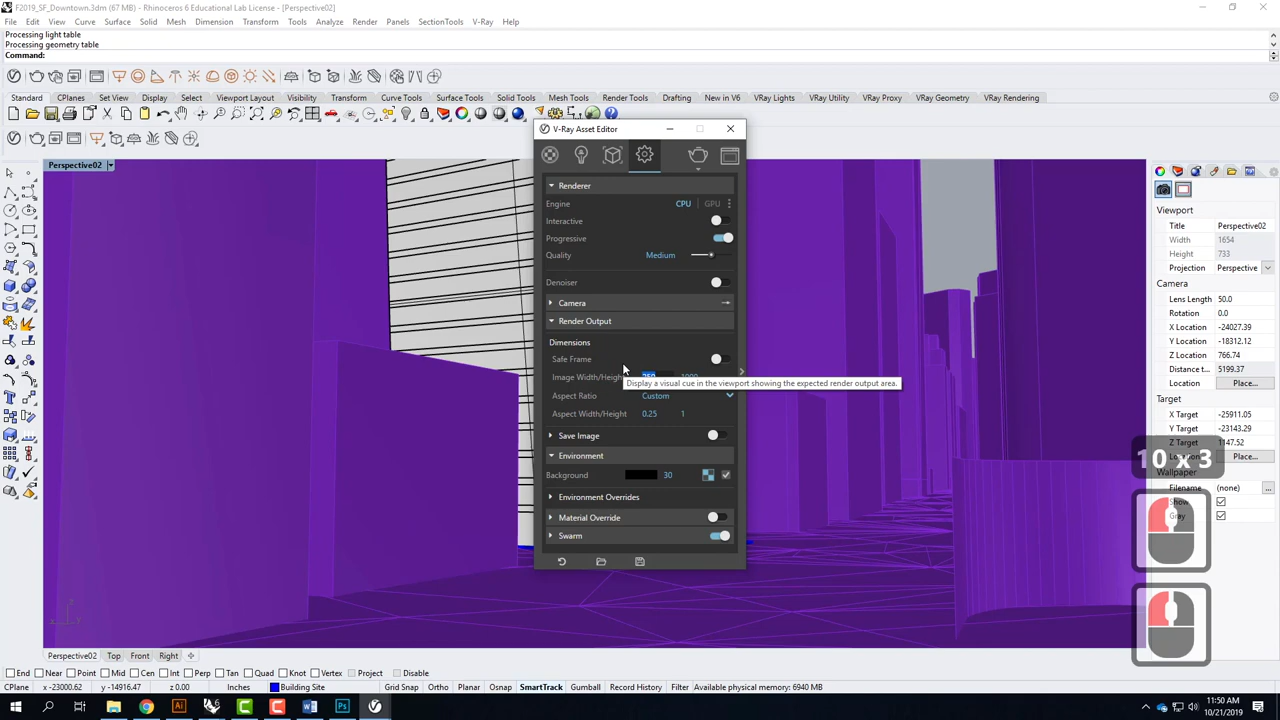 F2019_SF_Downtown.3dm (67 MB) - Rhinoceros 6 Educational Lab License - [Perspective02]
File Edit View Curve Surface Solid Mesh Dimension Transform Tools Analyze Render Panels SectionTools V-Ray Help
Processing light table
Processing geometry table
Command:
Standard CPlanes Set View Display Select Viewport Layout Visibility Transform Curve Tools Surface Tools Solid Tools Mesh Tools Render Tools Drafting New in V6 VRay Lights VRay Utility VRay Proxy VRay Geometry VRay Rendering
Perspective02
V-Ray Asset Editor
Renderer
Engine CPU GPU
Interactive
Progressive
Quality Medium
Denoiser
Camera
Render Output
Dimensions
Safe Frame
Image Width/Height 250 1000
Display a visual cue in the viewport showing the expected render output area.
Aspect Ratio Custom
Aspect Width/Height 0.25 1
Save Image
Environment
Background 30
Environment Overrides
Material Override
Swarm
Viewport
Title Perspective02
Width 1654
Height 733
Projection Perspective
Camera
Lens Length 50.0
Rotation 0.0
X Location -24027.39
Y Location -18312.12
Z Location 766.74
Distance t... 5199.37
Location Place...
Target
X Target -25911.05
Y Target -23143.29
Z Target 1147.52
Place...
Wallpaper
Filename (none) ...
Show
Gray
10 x 3
x y z
Perspective02 Top Front Right
End Near Point Mid Cen Int Perp Tan Quad Knot Vertex Project Disable
CPlane x -23000.62 y -14916.47 z 0.00 Inches Building Site Grid Snap Ortho Planar Osnap SmartTrack Gumball Record History Filter Available physical memory: 6940 MB
11:50 AM
10/21/2019